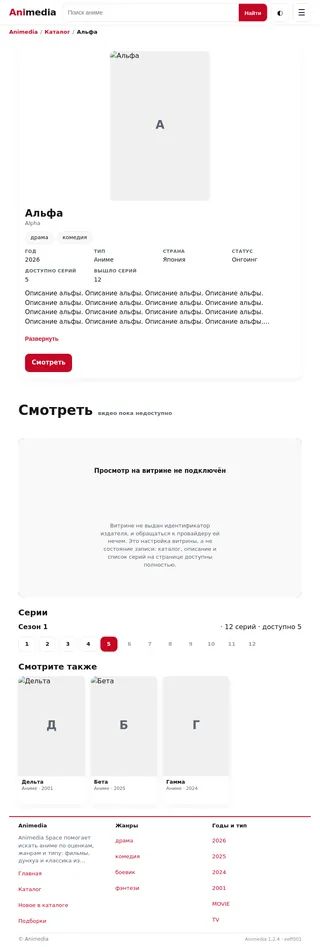 Animedia
Поиск аниме
Найти
Animedia / Каталог / Альфа
Альфа
А
Альфа
Alpha
драма
комедия
ГОД
ТИП
СТРАНА
СТАТУС
2026
Аниме
Япония
Онгоинг
ДОСТУПНО СЕРИЙ
ВЫШЛО СЕРИЙ
5
12
Описание альфы. Описание альфы. Описание альфы. Описание альфы.
Описание альфы. Описание альфы. Описание альфы. Описание альфы.
Описание альфы. Описание альфы. Описание альфы. Описание альфы.
Описание альфы. Описание альфы. Описание альфы. Описание альфы....
Развернуть
Смотреть
Смотреть видео пока недоступно
Просмотр на витрине не подключён
Витрине не выдан идентификатор
издателя, и обращаться к провайдеру ей
нечем. Это настройка витрины, а не
состояние записи: каталог, описание и
список серий на странице доступны
полностью.
Серии
Сезон 1
· 12 серий · доступно 5
1 2 3 4 5 6 7 8 9 10 11 12
Смотрите также
Дельта
Д
Дельта
Аниме · 2001
Бета
Б
Бета
Аниме · 2025
Г
Гамма
Аниме · 2024
Animedia
Animedia Space помогает
искать аниме по оценкам,
жанрам и типу: фильмы,
дунхуа и классика из...
Главная
Каталог
Новое в каталоге
Подборки
Жанры
драма
комедия
боевик
фэнтези
Годы и тип
2026
2025
2024
2001
MOVIE
TV
© Animedia